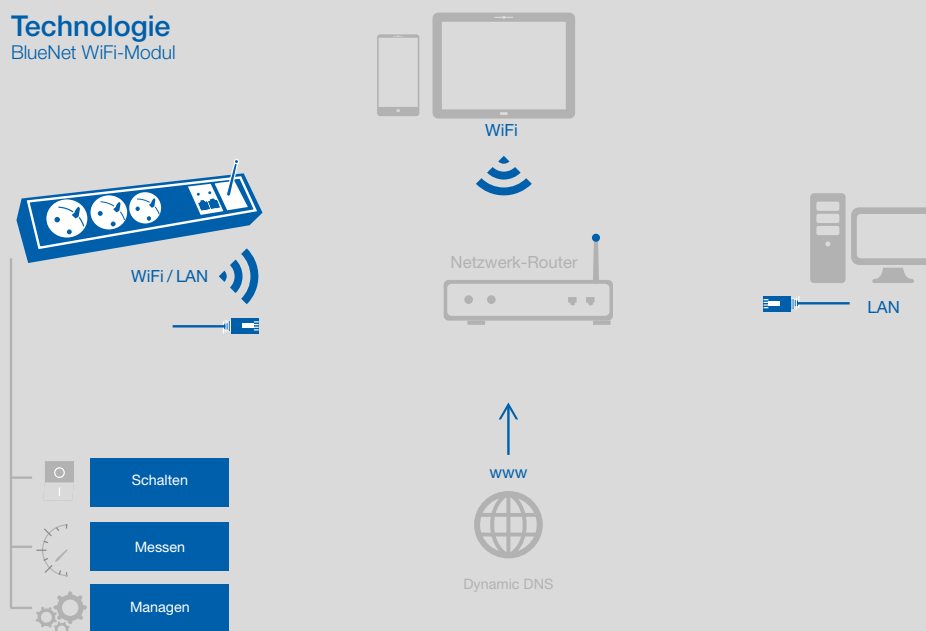 Technologie
BlueNet WiFi-Modul
WiFi
WiFi / LAN
Netzwerk-Router
LAN
www
Dynamic DNS
Schalten
Messen
Managen